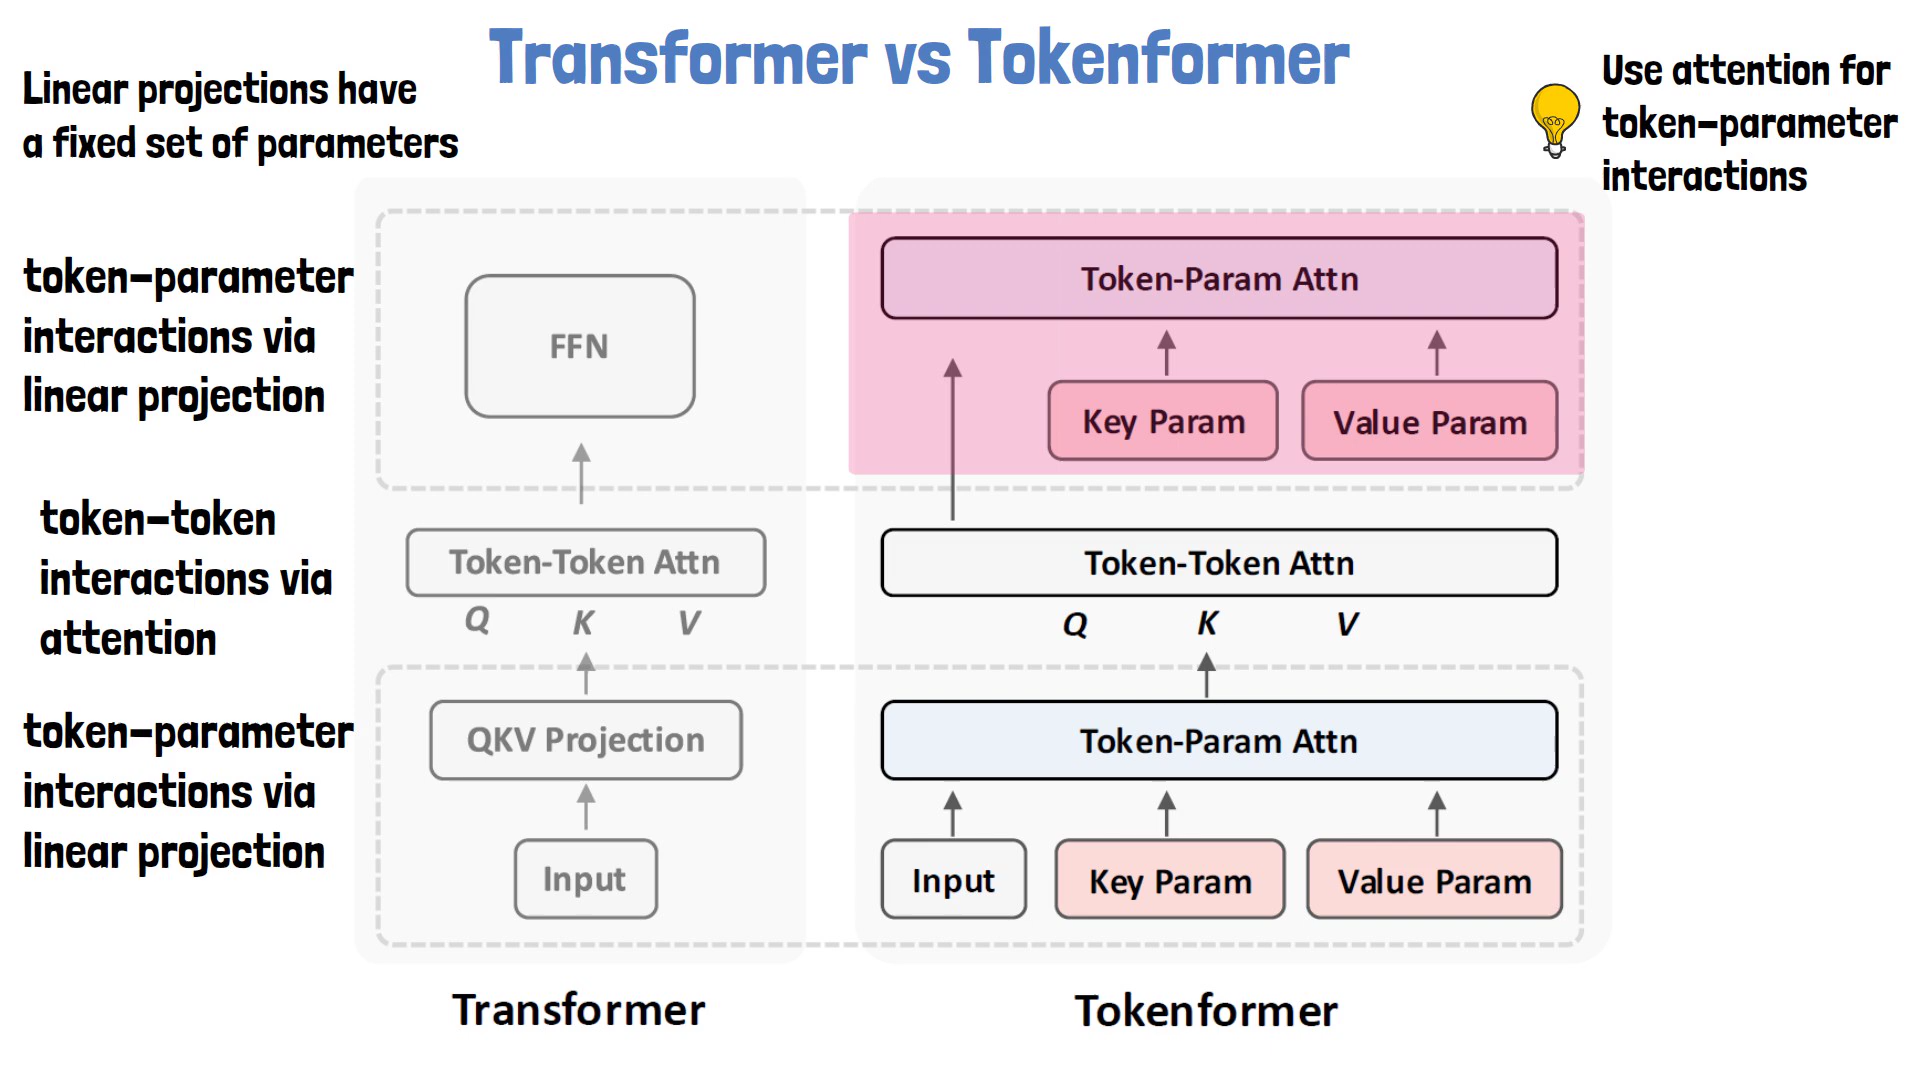 Transformer vs Tokenformer
Linear projections have
a fixed set of parameters
Use attention for
token-parameter
interactions
token-parameter
interactions via
linear projection
token-token
interactions via
attention
token-parameter
interactions via
linear projection
FFN
Token-Token Attn
Q K V
QKV Projection
Input
Transformer
Token-Param Attn
Key Param Value Param
Token-Token Attn
Q K V
Token-Param Attn
Input Key Param Value Param
Tokenformer